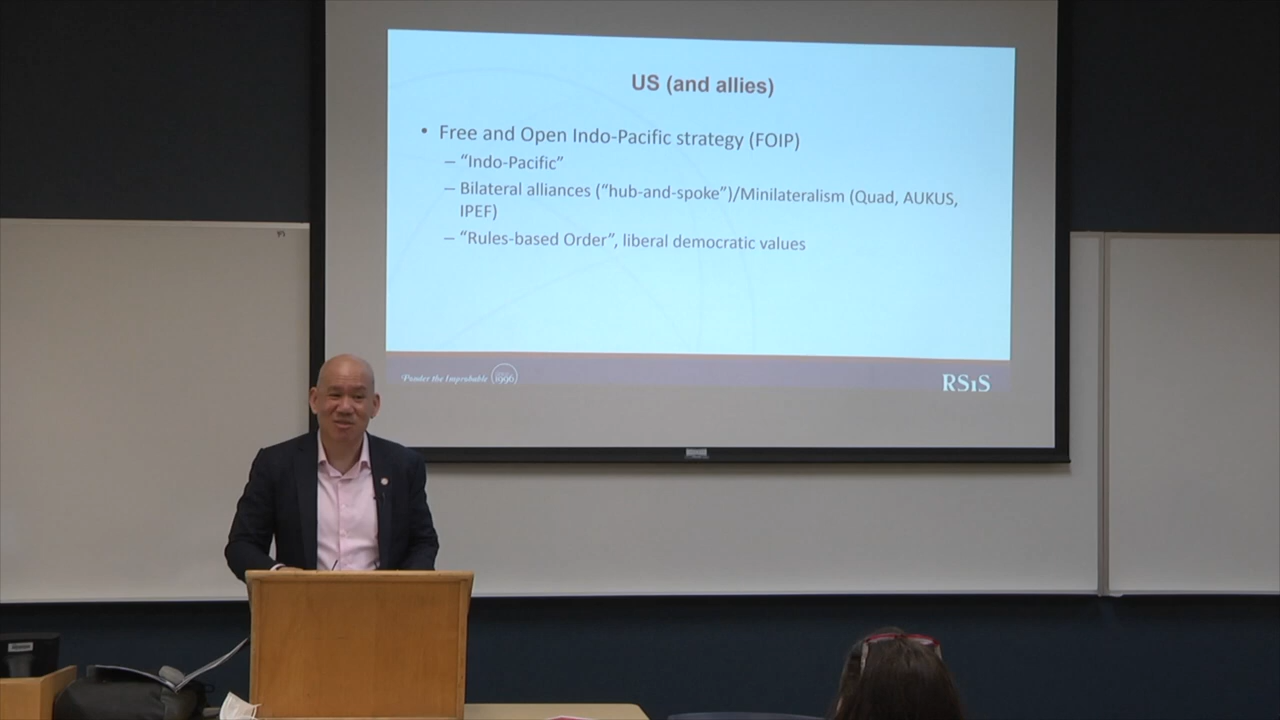 US (and allies)
• Free and Open Indo-Pacific strategy (FOIP)
– “Indo-Pacific”
– Bilateral alliances (“hub-and-spoke”)/Minilateralism (Quad, AUKUS,
IPEF)
– “Rules-based Order”, liberal democratic values
Ponder the Improbable
1996
RSiS